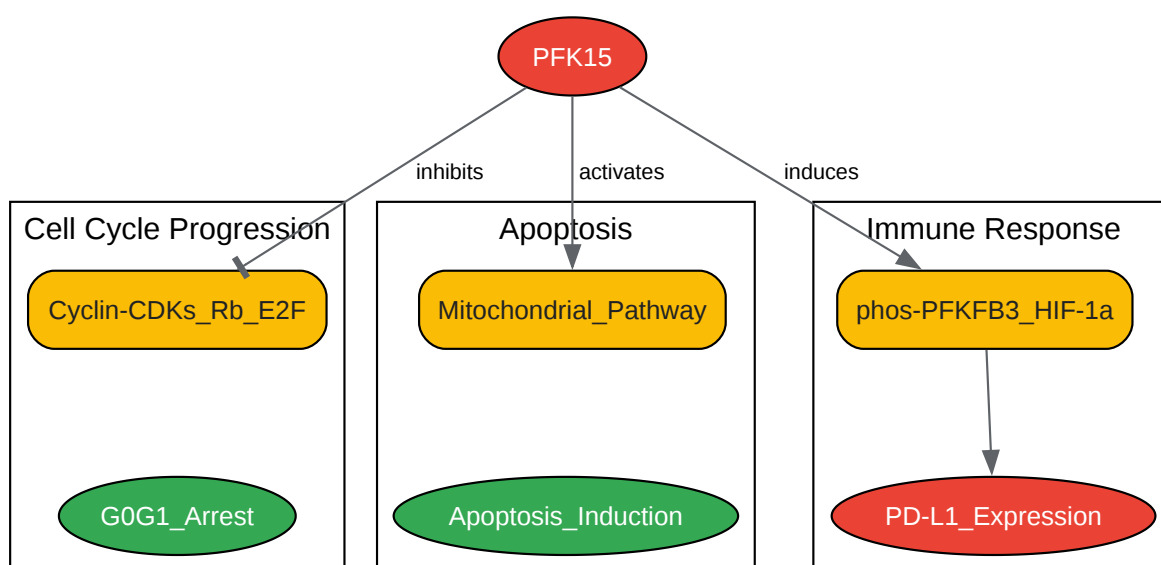 PFK15
inhibits
activates
induces
Cell Cycle Progression
Apoptosis
Immune Response
Cyclin-CDKs_Rb_E2F
Mitochondrial_Pathway
phos-PFKFB3_HIF-1a
G0G1_Arrest
Apoptosis_Induction
PD-L1_Expression